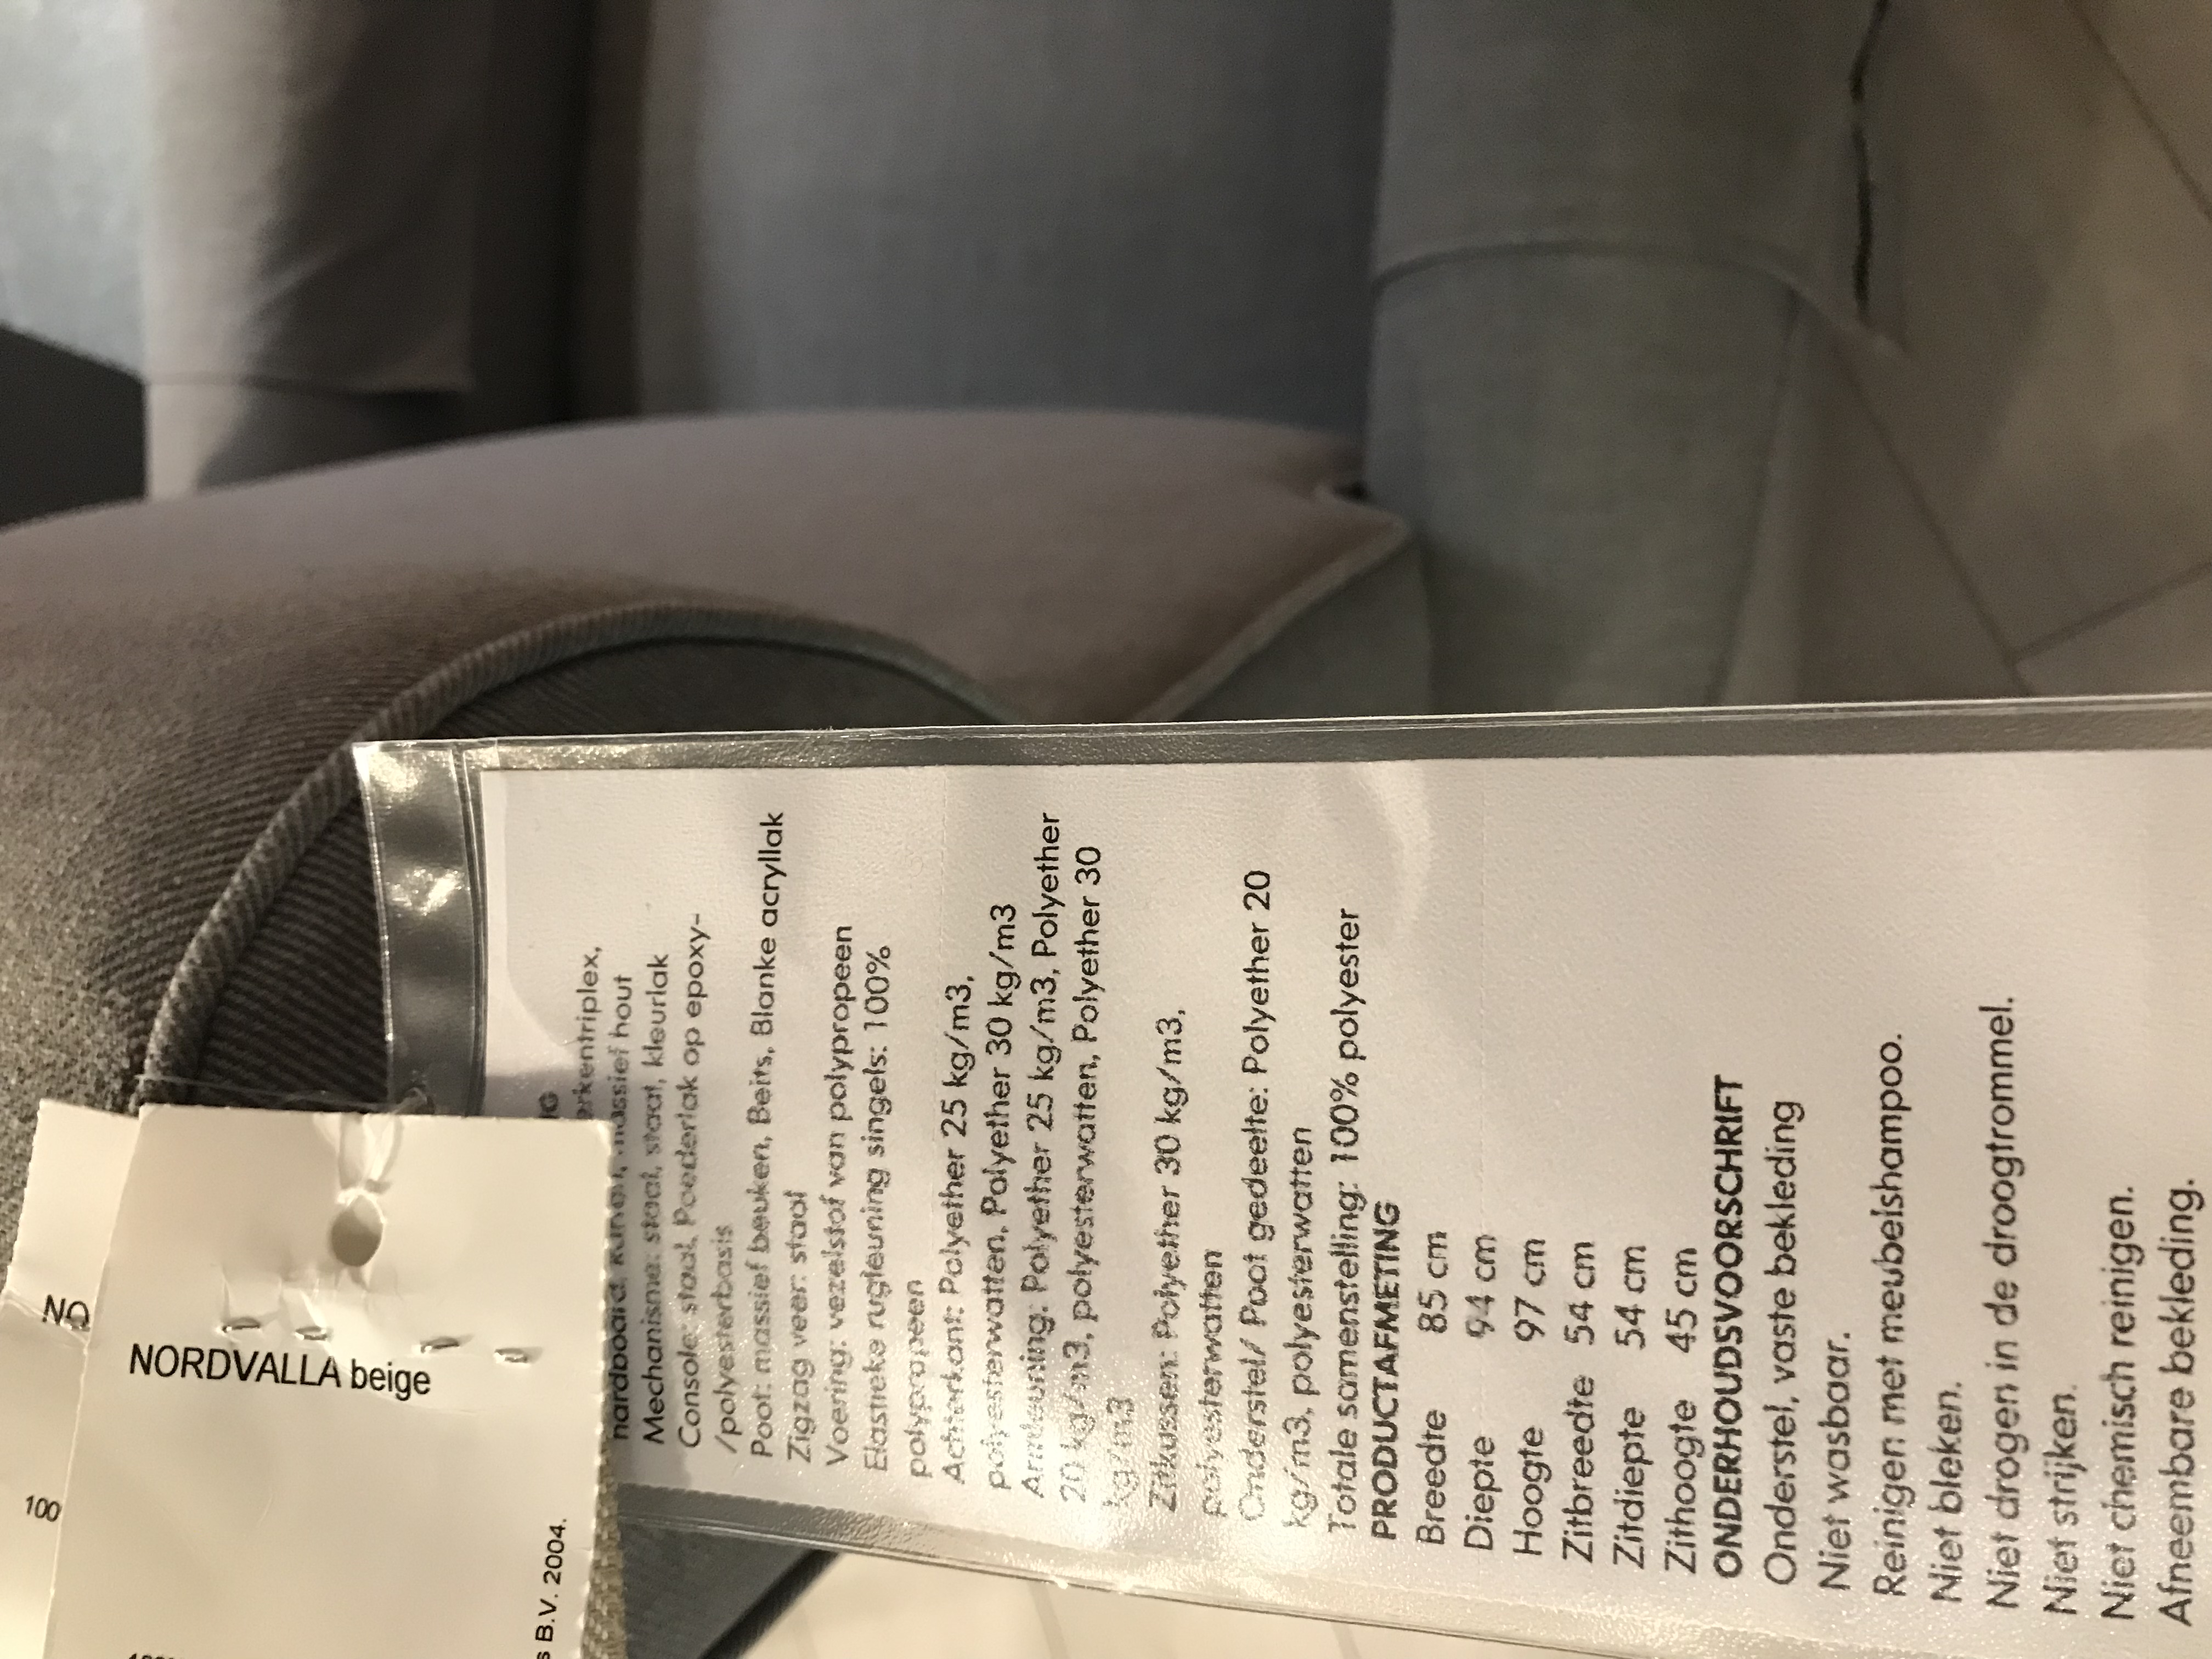 100
NO
NORDVALLA beige
s B.V. 2004.
erkentriplex,
hardboard, karton, massief hout
Mechanisme: staal, staal, kleurlak
Console: staal, Poederlak op epoxy-
/polyesterbasis
Poot: massief beuken, Beits, Blanke acryllak
Zigzag veer: staal
Voering: vezelstof van polypropeen
Elastieke rugleuning singels: 100%
polypropeen
Achterkant: Polyether 25 kg/m3,
polyesterwatten, Polyether 30 kg/m3
Armleuning: Polyether 25 kg/m3, Polyether
20 kg/m3, polyesterwatten, Polyether 30
kg/m3
Zitkussen: Polyether 30 kg/m3,
polyesterwatten
Onderstel/ Poot gedeelte: Polyether 20
kg/m3, polyesterwatten
Totale samenstelling: 100% polyester
PRODUCTAFMETING
Breedte 85 cm
Diepte 94 cm
Hoogte 97 cm
Zitbreedte 54 cm
Zitdiepte 54 cm
Zithoogte 45 cm
ONDERHOUDSVOORSCHRIFT
Onderstel, vaste bekleding
Niet wasbaar.
Reinigen met meubelshampoo.
Niet bleken.
Niet drogen in de droogtrommel.
Niet strijken.
Niet chemisch reinigen.
Afneembare bekleding.